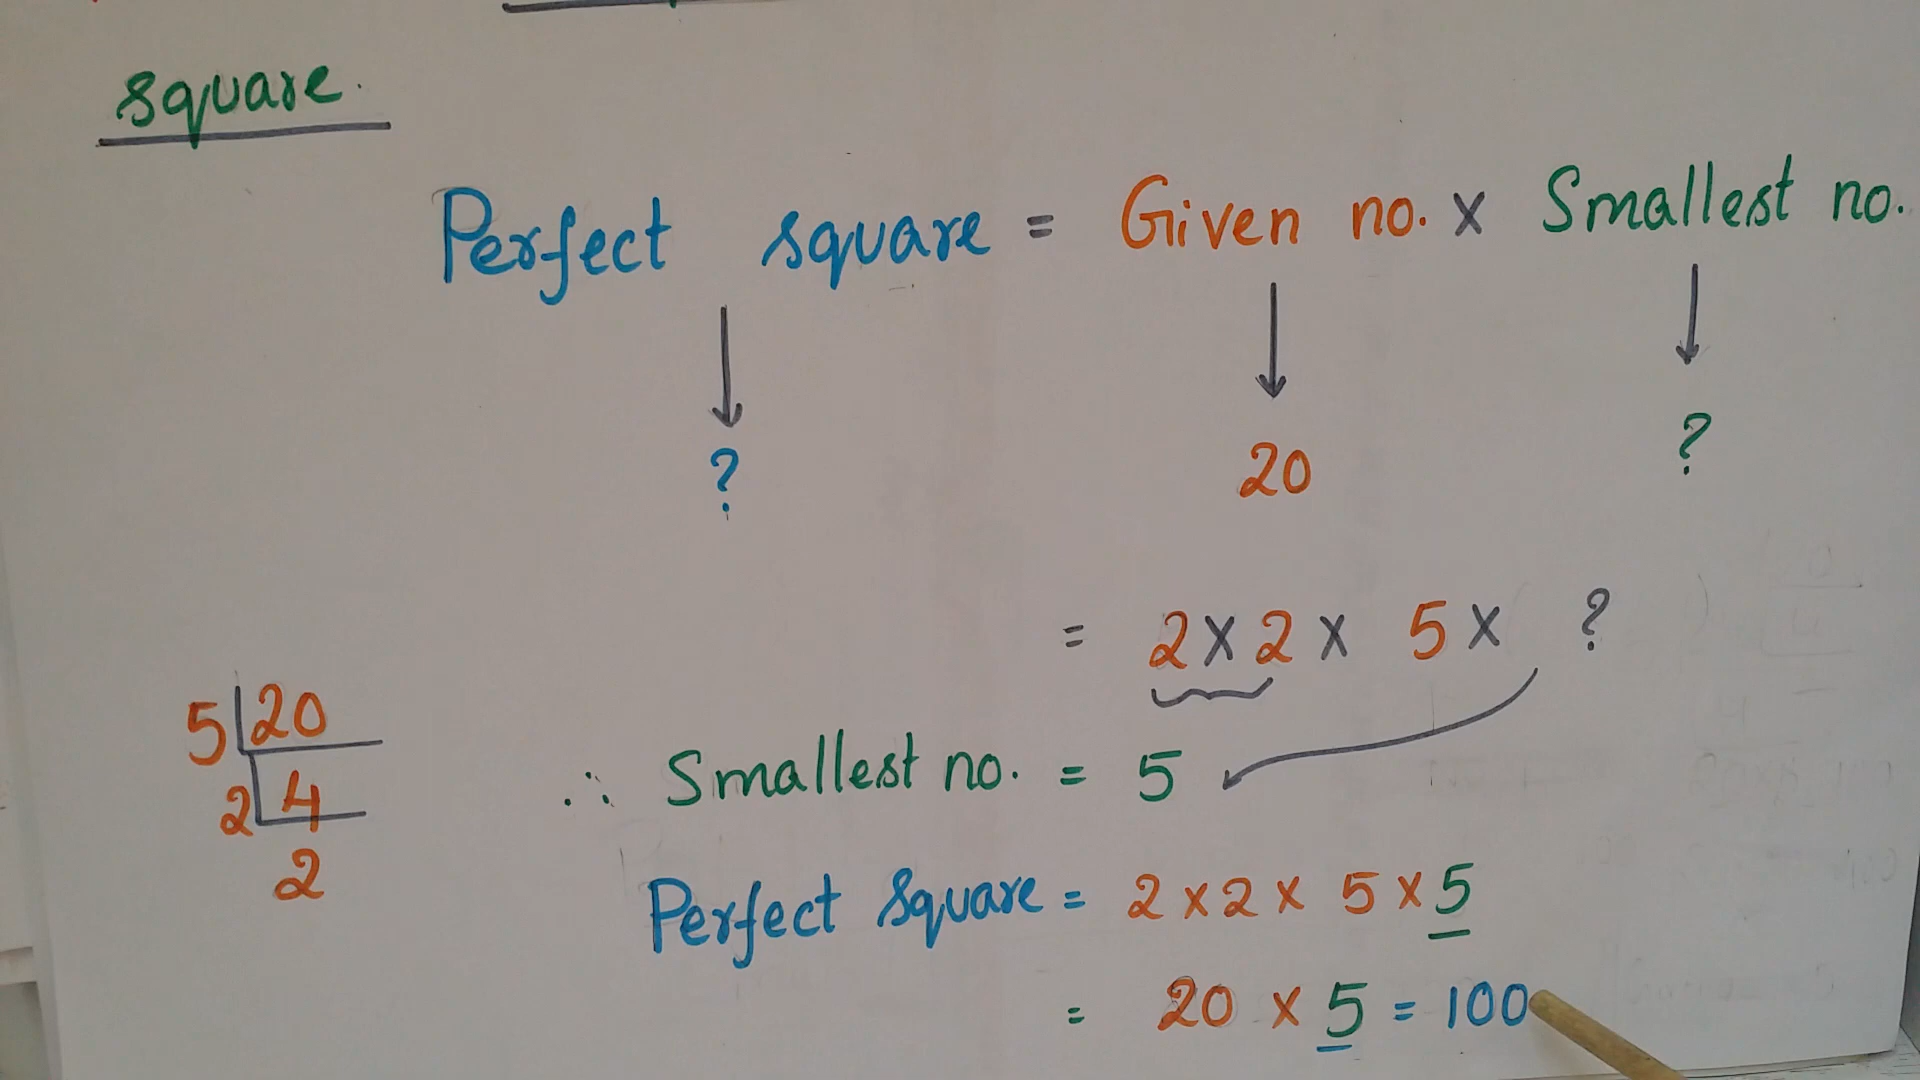 square.
Perfect square = Given no. x Smallest no.
? 20 ?
= 2 x 2 x 5 x ?
5 20
2 4
2
∴ Smallest no. = 5
Perfect square = 2 x 2 x 5 x 5
= 20 x 5 = 100